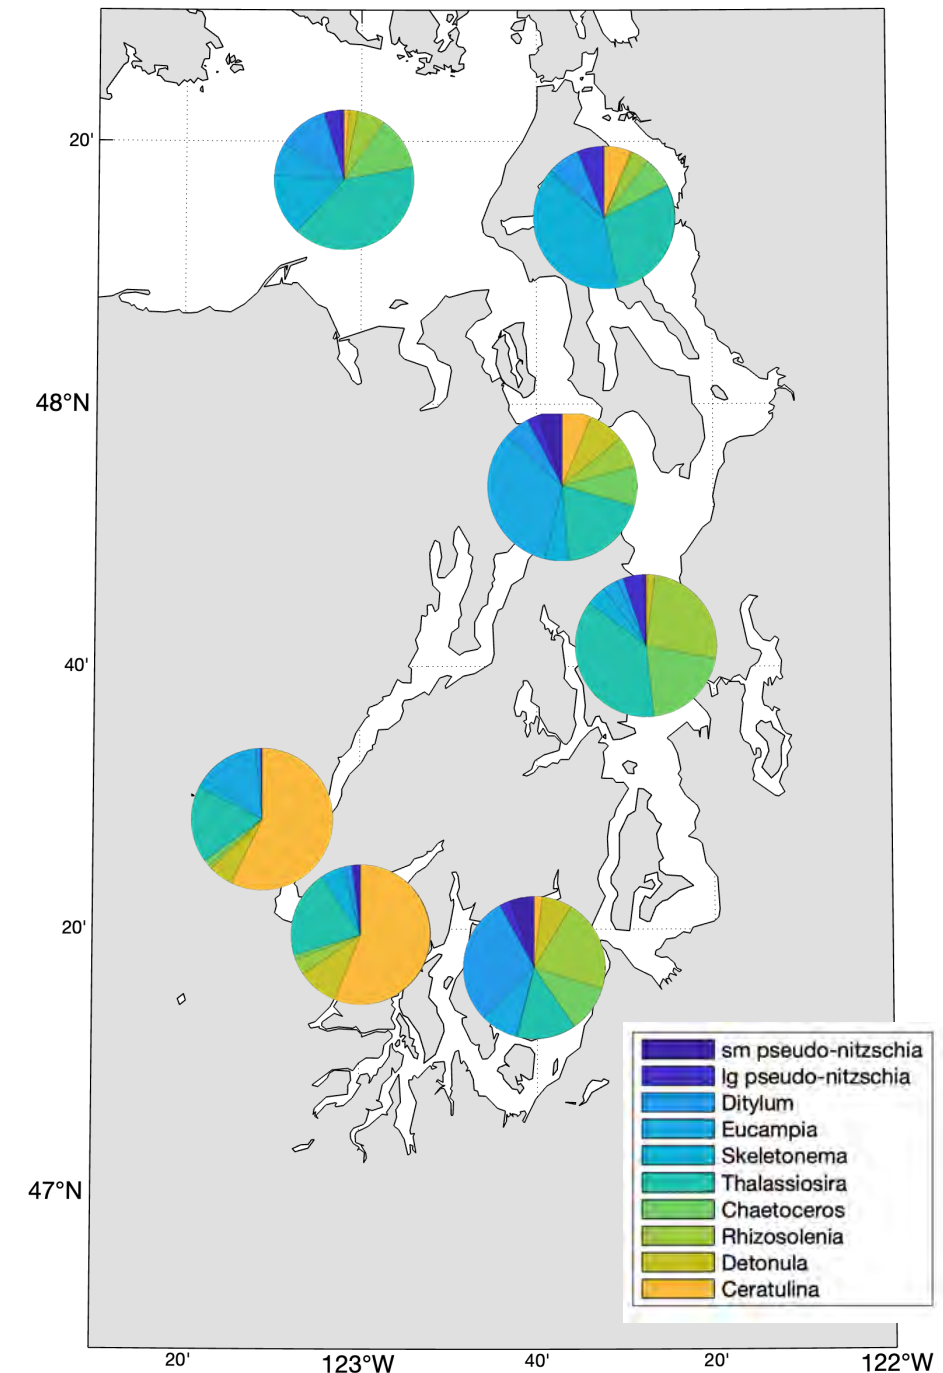 20'
48°N
40'
20'
47°N
sm pseudo-nitzschia
lg pseudo-nitzschia
Ditylum
Eucampia
Skeletonema
Thalassiosira
Chaetoceros
Rhizosolenia
Detonula
Ceratulina
20'
123°W
40'
20'
122°W